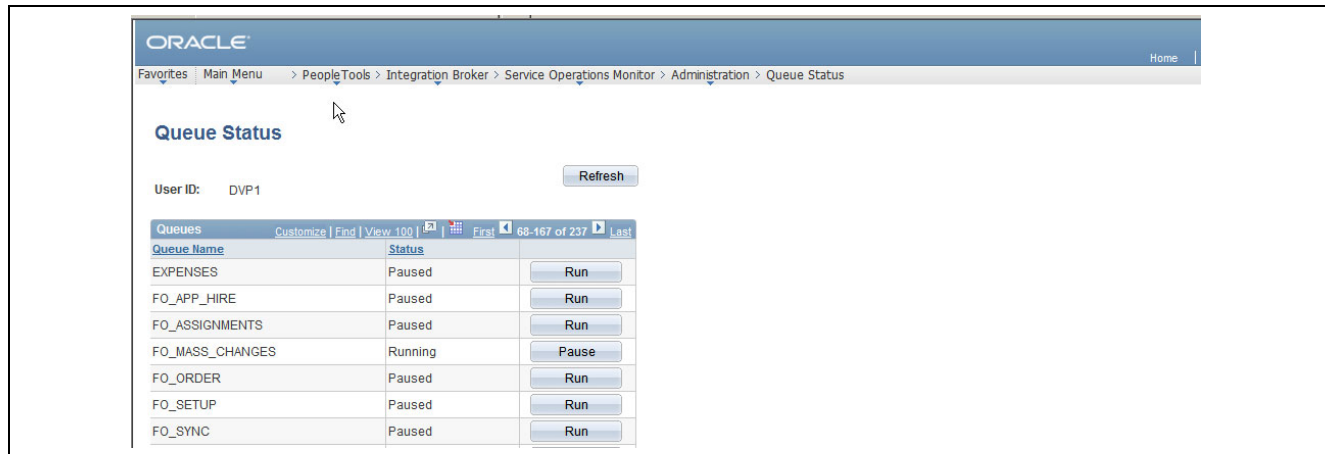 ORACLE
Home |
Favorites Main Menu > PeopleTools > Integration Broker > Service Operations Monitor > Administration > Queue Status
Queue Status
Refresh
User ID: DVP1
Queues Customize | Find | View 100 | | First 68-167 of 237 Last
Queue Name Status
EXPENSES Paused Run
FO_APP_HIRE Paused Run
FO_ASSIGNMENTS Paused Run
FO_MASS_CHANGES Running Pause
FO_ORDER Paused Run
FO_SETUP Paused Run
FO_SYNC Paused Run